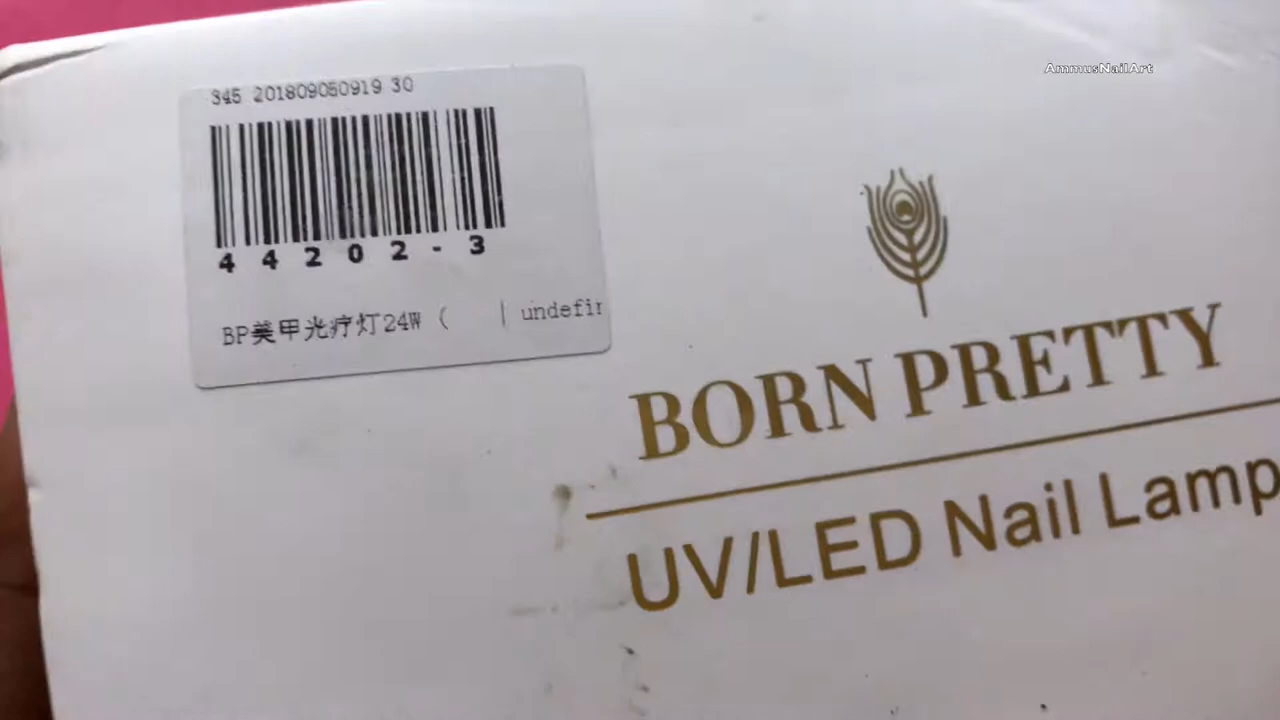 345 201809050919 30
44202-3
BP美甲光疗灯24W ( | undefin
AmmusNailArt
BORN PRETTY
UV/LED Nail Lamp